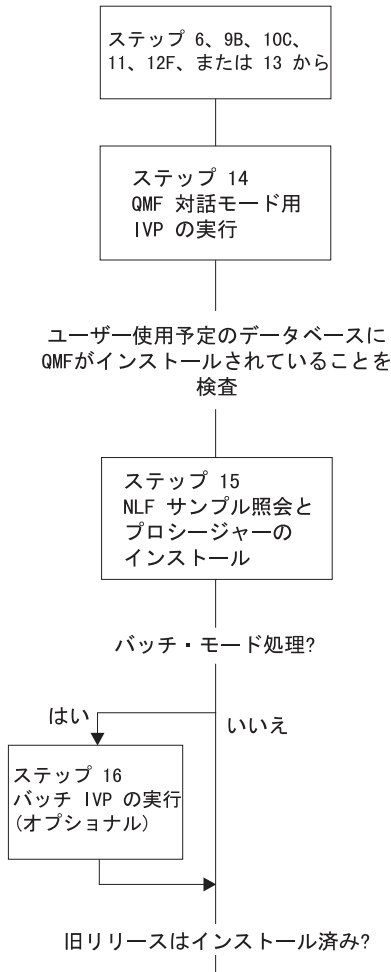 ステップ 6、9B、10C、
11、12F、または 13 から
ステップ 14
QMF 対話モード用
IVP の実行
ユーザー使用予定のデータベースに
QMFがインストールされていることを
検査
ステップ 15
NLF サンプル照会と
プロシージャーの
インストール
バッチ・モード処理?
はい
いいえ
ステップ 16
バッチ IVP の実行
(オプショナル)
旧リリースはインストール済み?